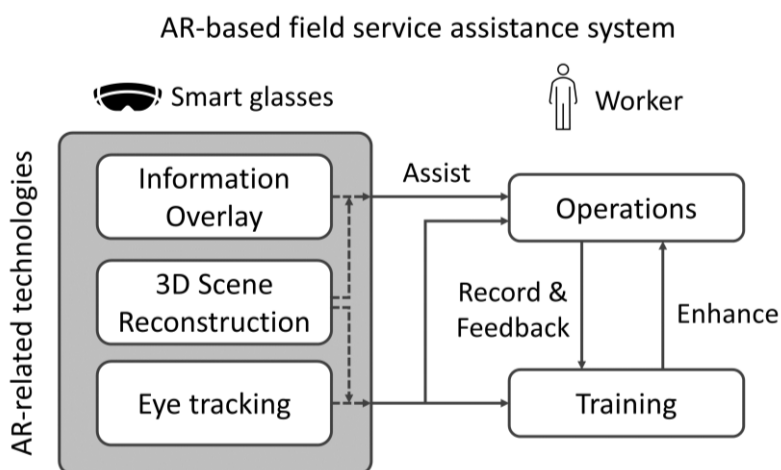 AR-based field service assistance system
Smart glasses
Worker
AR-related technologies
Information
Overlay
Assist
Operations
3D Scene
Reconstruction
Record &
Feedback
Enhance
Eye tracking
Training